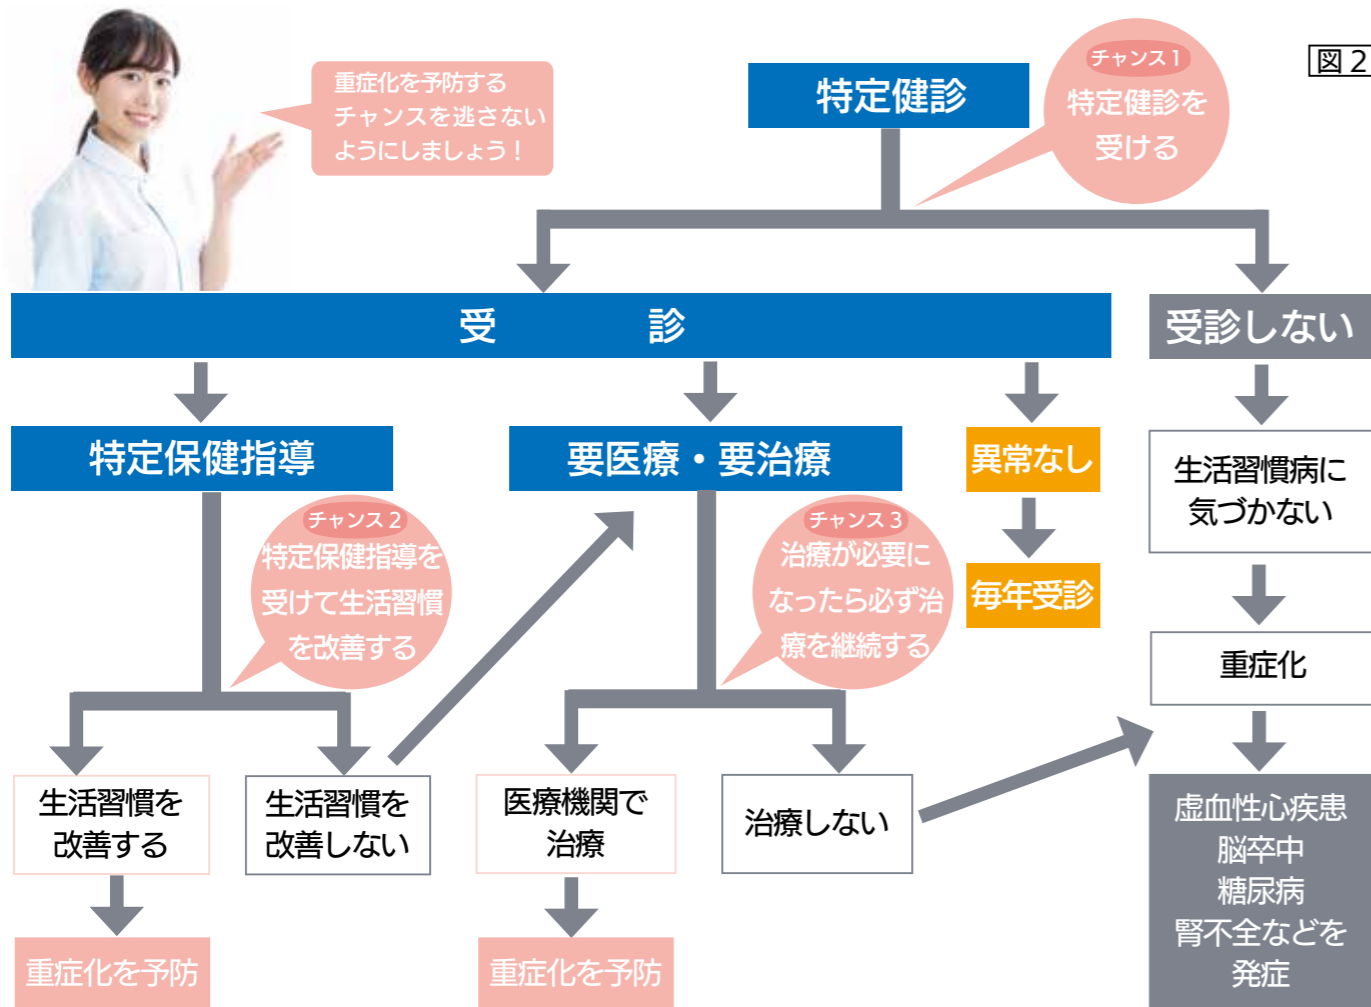 図2
重症化を予防する
チャンスを逃さない
ようにしましょう！
特定健診
チャンス1
特定健診を
受ける
受診
受診しない
特定保健指導
要医療・要治療
異常なし
生活習慣病に
気づかない
チャンス2
特定保健指導を
受けて生活習慣
を改善する
チャンス3
治療が必要に
なったら必ず治
療を継続する
毎年受診
重症化
生活習慣を
改善する
生活習慣を
改善しない
医療機関で
治療
治療しない
虚血性心疾患
脳卒中
糖尿病
腎不全などを
発症
重症化を予防
重症化を予防